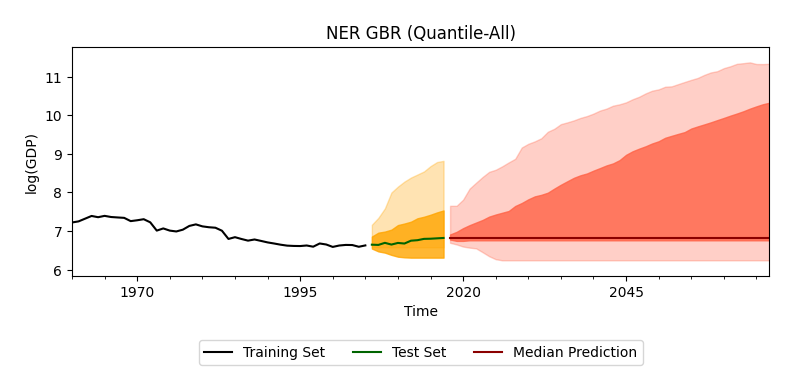 NER GBR (Quantile-All)
log(GDP)
11
10
9
8
7
6
1970 1995 2020 2045
Time
Training Set Test Set Median Prediction